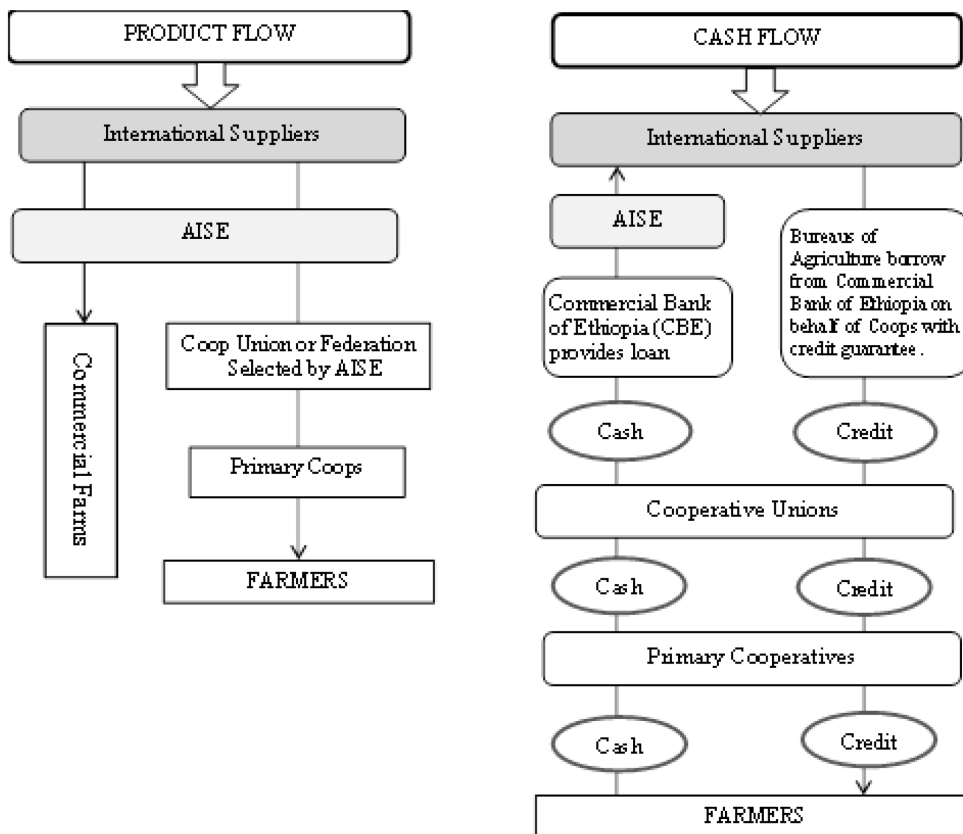 PRODUCT FLOW
International Suppliers
AISE
Commercial Farms
Coop Union or Federation
Selected by AISE
Primary Coops
FARMERS
CASH FLOW
International Suppliers
AISE
Commercial Bank
of Ethiopia (CBE)
provides loan
Bureaus of
Agriculture borrow
from Commercial
Bank of Ethiopia on
behalf of Coops with
credit guarantee.
Cash
Credit
Cooperative Unions
Cash
Credit
Primary Cooperatives
Cash
Credit
FARMERS